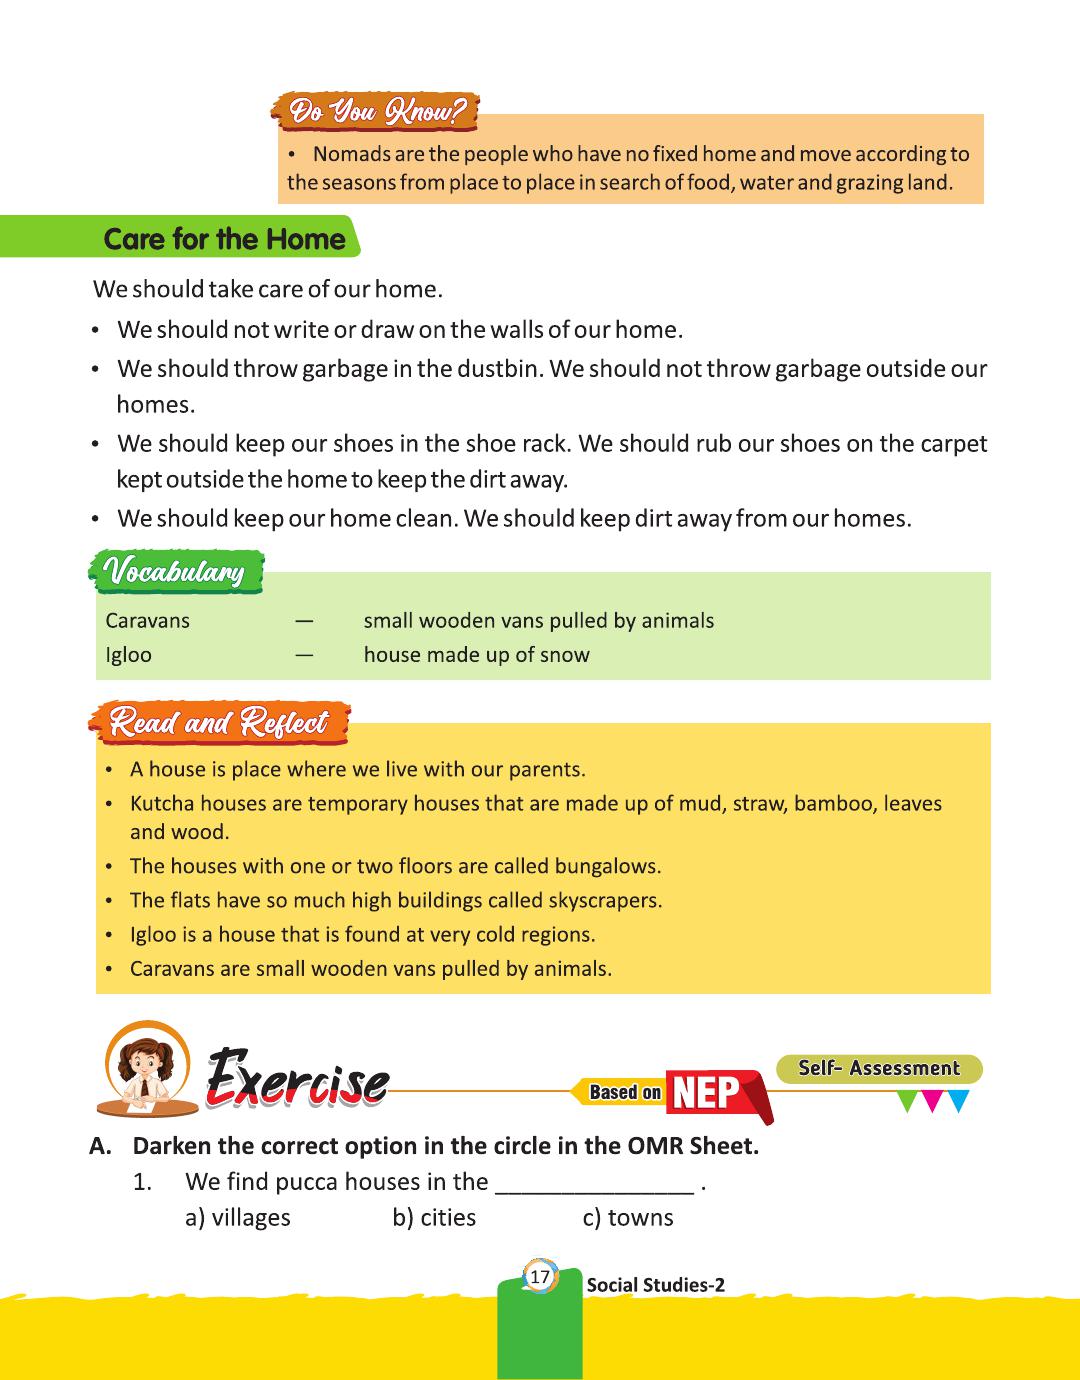 Do You Know?
• Nomads are the people who have no fixed home and move according to
the seasons from place to place in search of food, water and grazing land.
Care for the Home
We should take care of our home.
• We should not write or draw on the walls of our home.
• We should throw garbage in the dustbin. We should not throw garbage outside our
homes.
• We should keep our shoes in the shoe rack. We should rub our shoes on the carpet
kept outside the home to keep the dirt away.
• We should keep our home clean. We should keep dirt away from our homes.
Vocabulary
Caravans — small wooden vans pulled by animals
Igloo — house made up of snow
Read and Reflect
• A house is place where we live with our parents.
• Kutcha houses are temporary houses that are made up of mud, straw, bamboo, leaves
and wood.
• The houses with one or two floors are called bungalows.
• The flats have so much high buildings called skyscrapers.
• Igloo is a house that is found at very cold regions.
• Caravans are small wooden vans pulled by animals.
Exercise
Based on NEP
Self- Assessment
A. Darken the correct option in the circle in the OMR Sheet.
1. We find pucca houses in the _______________ .
a) villages b) cities c) towns
17
Social Studies-2